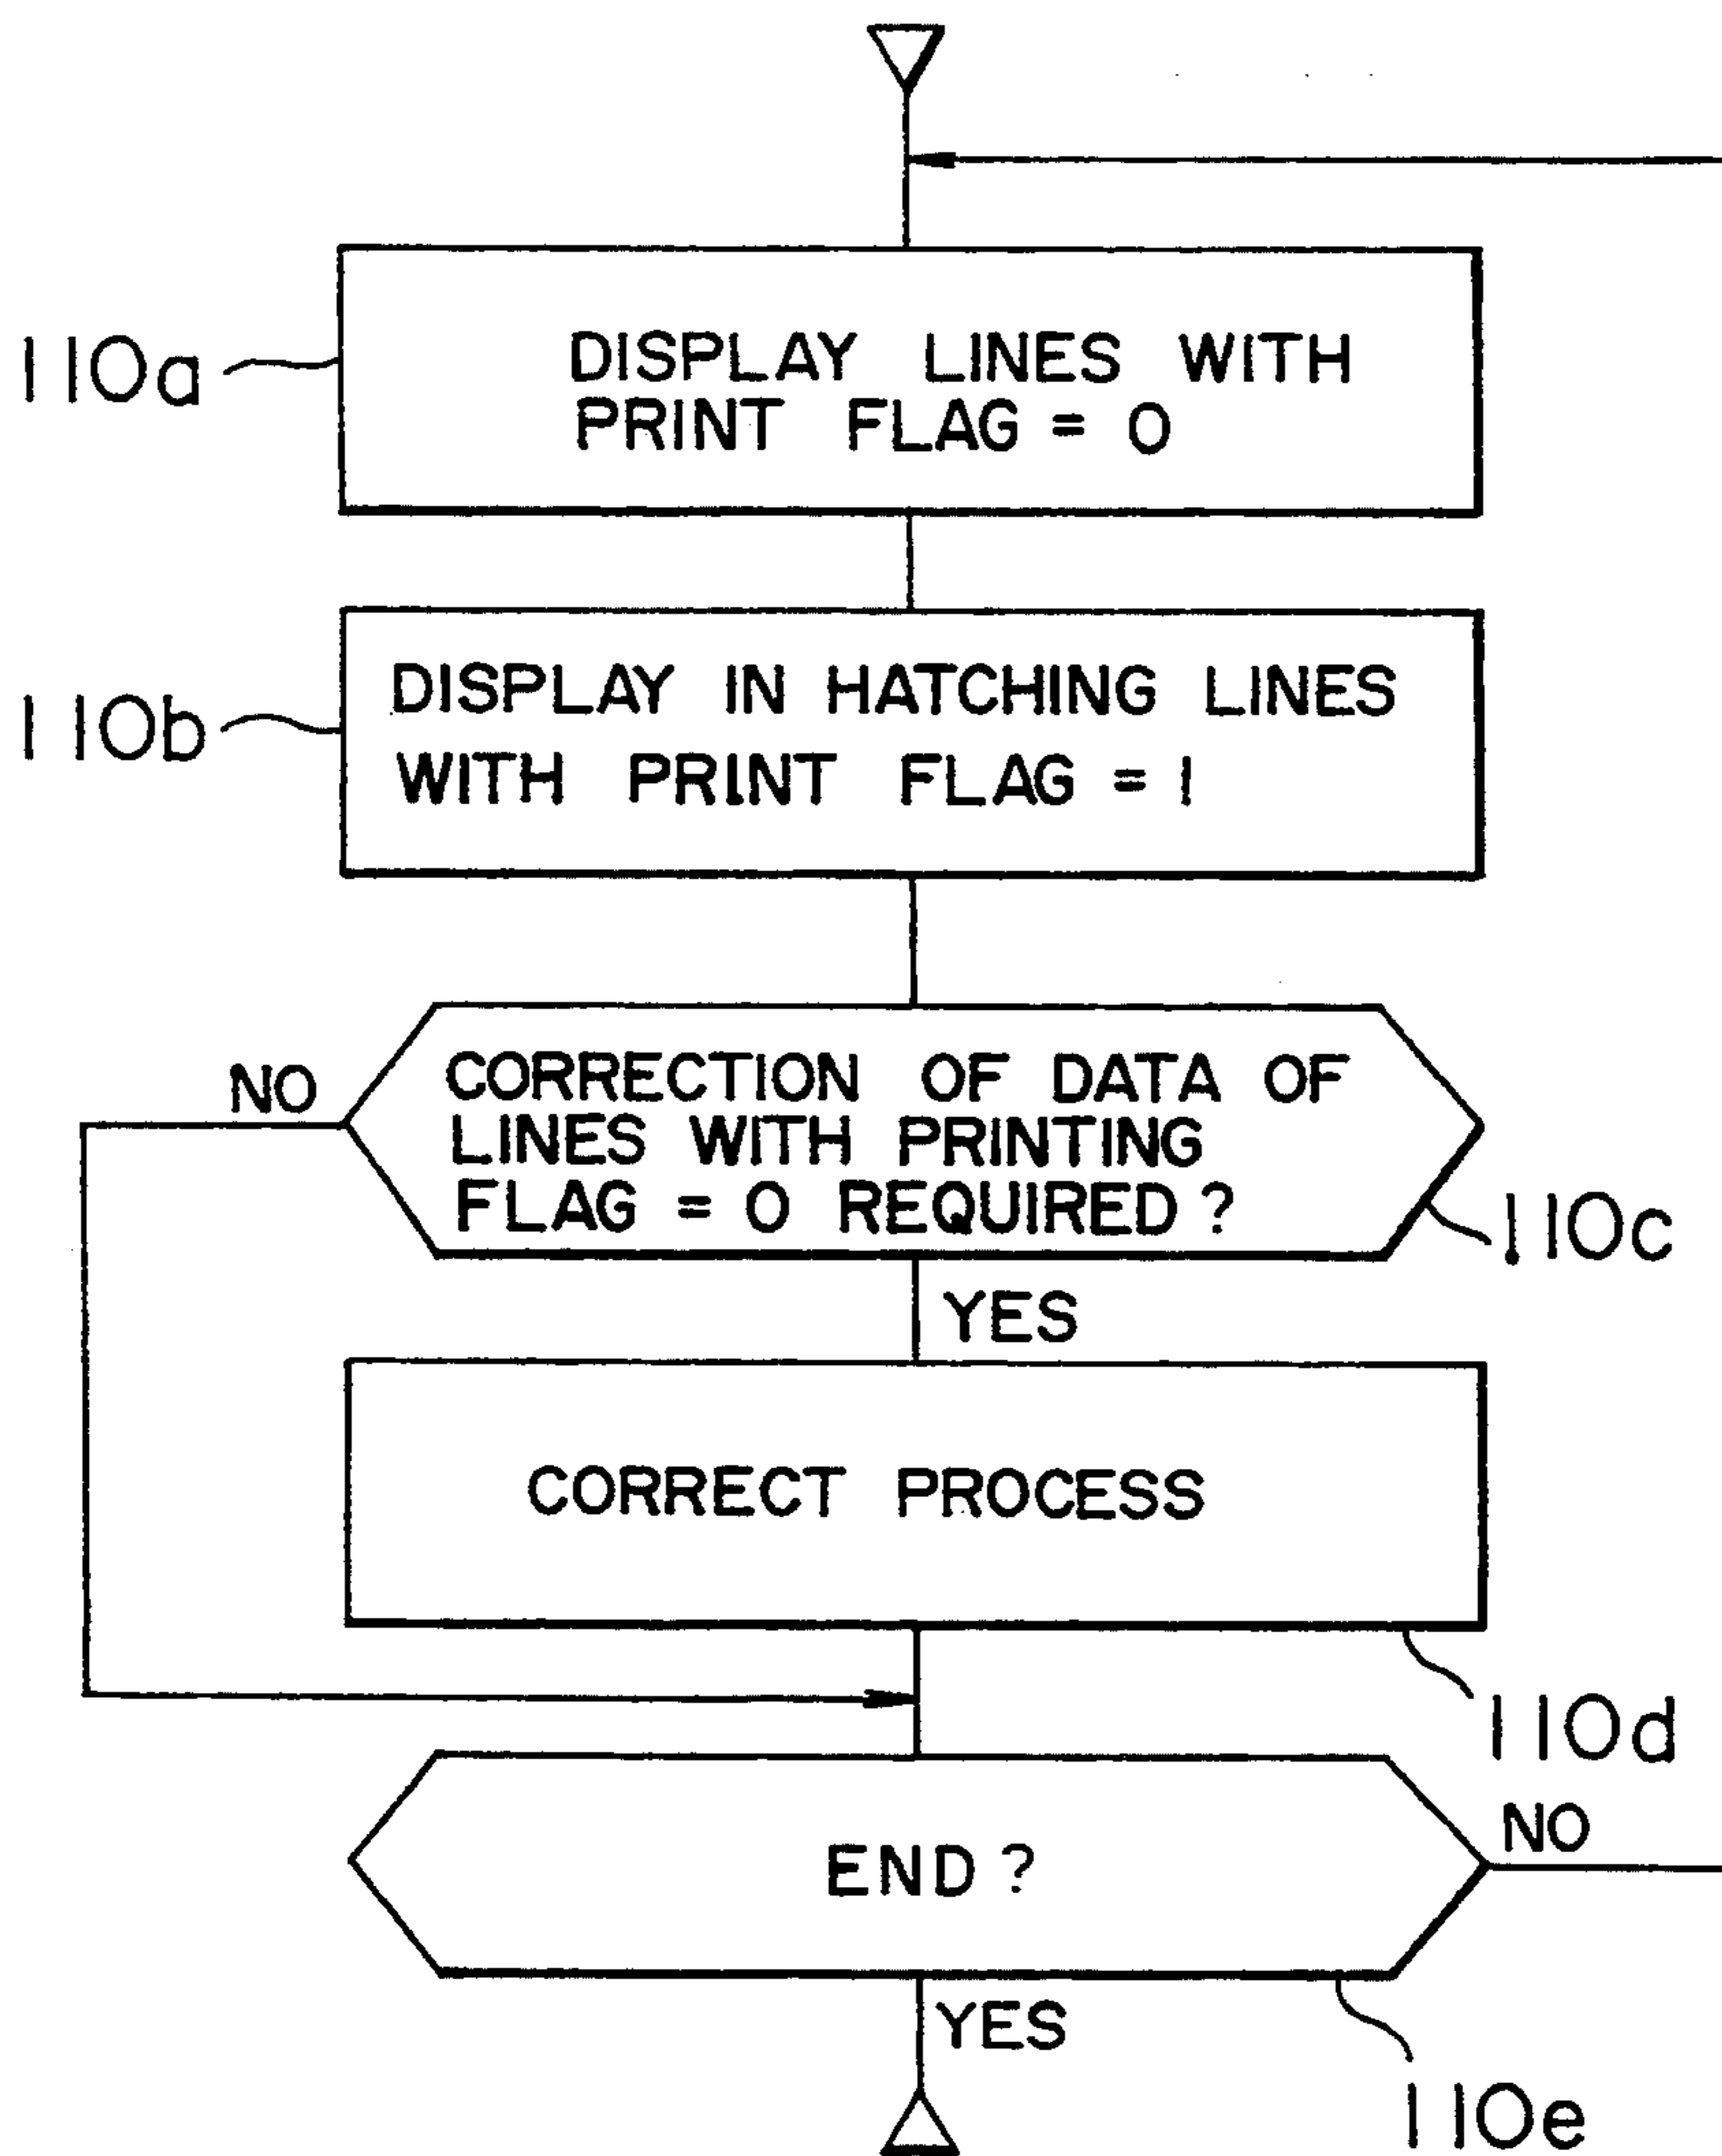 110a
DISPLAY LINES WITH
PRINT FLAG = 0
110b
DISPLAY IN HATCHING LINES
WITH PRINT FLAG = 1
NO
CORRECTION OF DATA OF
LINES WITH PRINTING
FLAG = 0 REQUIRED ?
110c
YES
CORRECT PROCESS
110d
END ?
NO
YES
110e